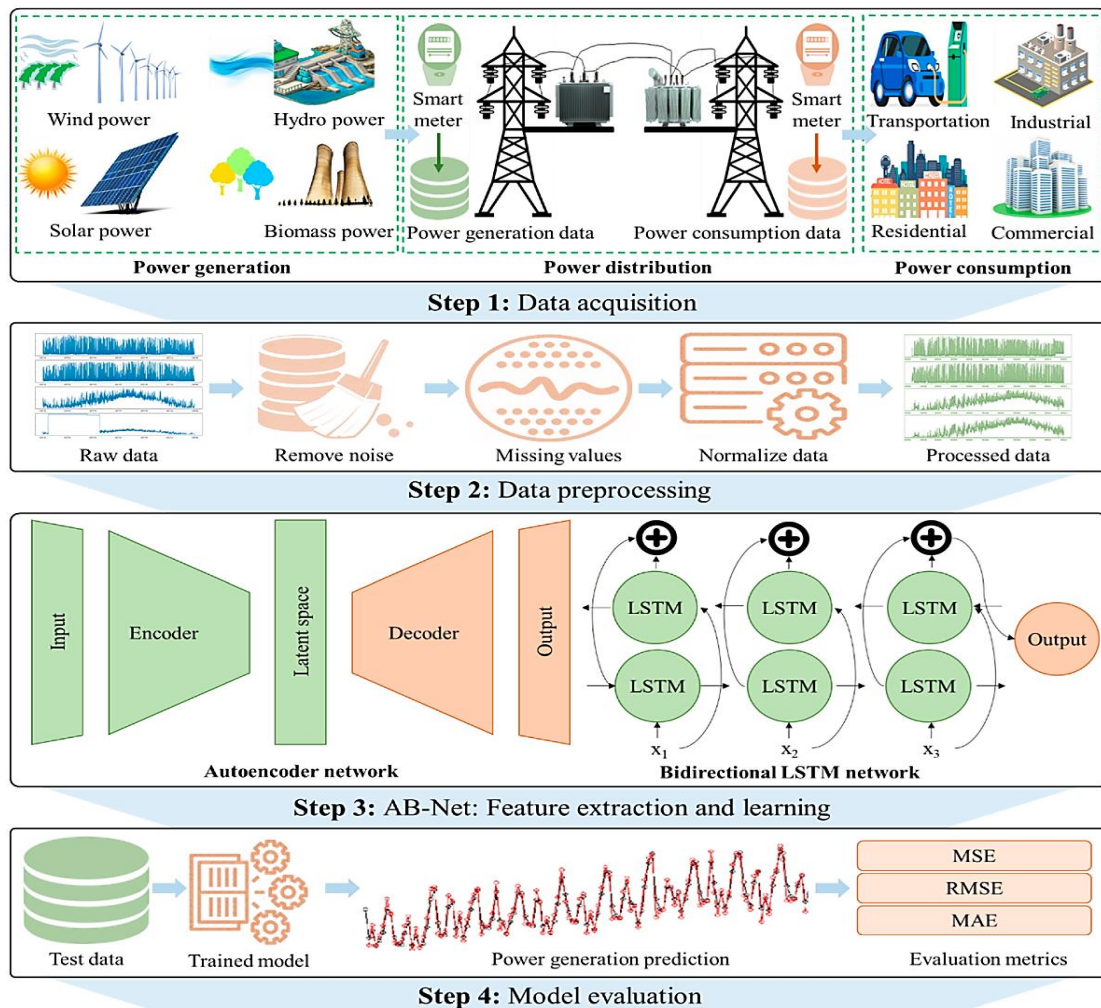 Wind power
Hydro power
Solar power
Biomass power
Power generation
Smart
meter
Smart
meter
Power generation data
Power consumption data
Power distribution
Transportation
Industrial
Residential
Commercial
Power consumption
Step 1: Data acquisition
Raw data
Remove noise
Missing values
Normalize data
Processed data
Step 2: Data preprocessing
Input
Encoder
Latent space
Decoder
Output
LSTM
LSTM
LSTM
Output
LSTM
LSTM
LSTM
x₁
x₂
x₃
Autoencoder network
Bidirectional LSTM network
Step 3: AB-Net: Feature extraction and learning
MSE
RMSE
MAE
Test data
Trained model
Power generation prediction
Evaluation metrics
Step 4: Model evaluation